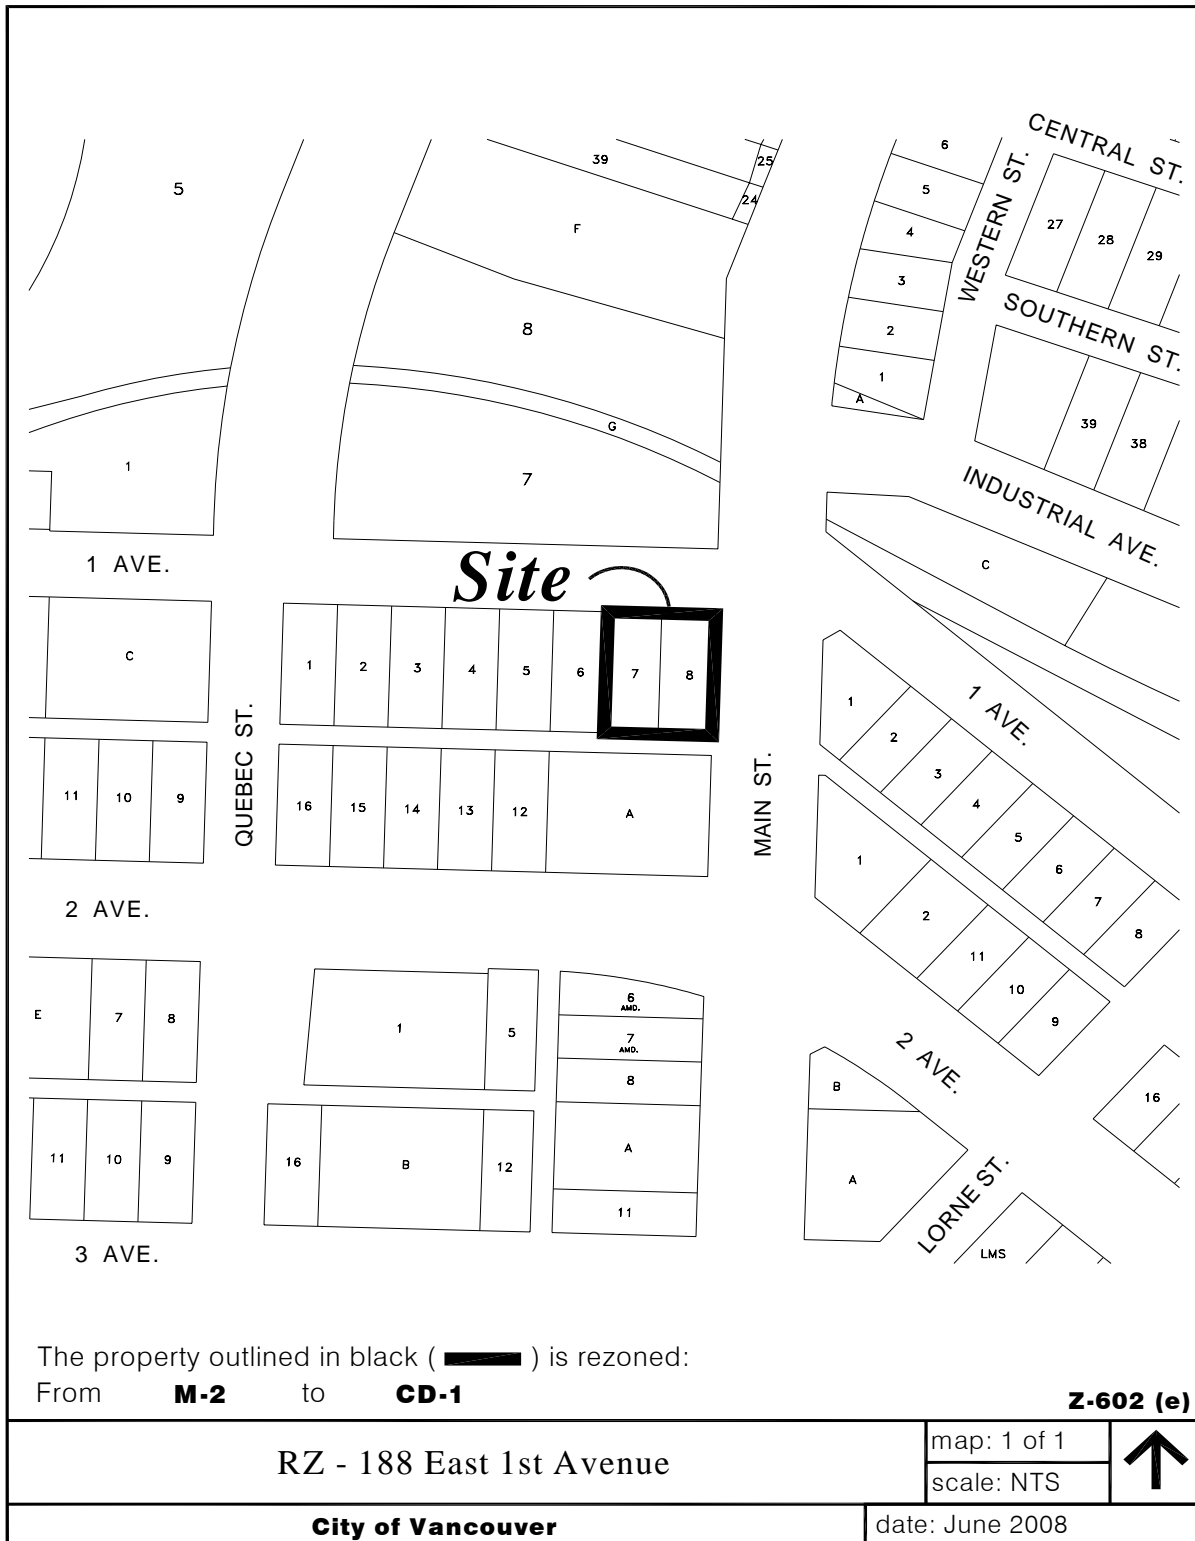 CENTRAL ST.
6
39
25
5
5
WESTERN ST.
24
27
F
4
28
29
3
SOUTHERN ST.
8
2
1
A
G
39
38
1
7
INDUSTRIAL AVE.
1 AVE.
Site
C
C
1
2
3
4
5
6
7
8
1 AVE.
1
2
3
4
5
6
7
8
QUEBEC ST.
MAIN ST.
11
10
9
16
15
14
13
12
A
1
2
11
10
9
2 AVE.
2 AVE.
E
7
8
1
5
6
AMD.
7
AMD.
8
A
11
B
A
16
11
10
9
16
B
12
LORNE ST.
LMS
3 AVE.
The property outlined in black ( ) is rezoned:
From M-2 to CD-1
Z-602 (e)
RZ - 188 East 1st Avenue
map: 1 of 1
scale: NTS
City of Vancouver
date: June 2008